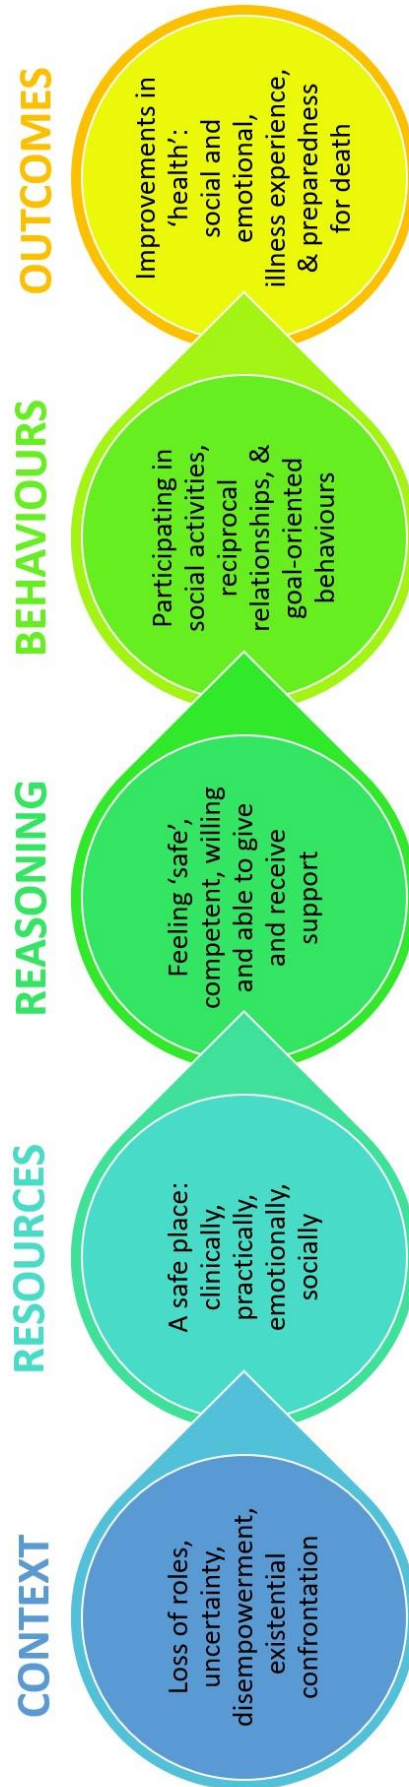 CONTEXT
Loss of roles,
uncertainty,
disempowerment,
existential
confrontation
RESOURCES
A safe place:
clinically,
practically,
emotionally,
socially
REASONING
Feeling ‘safe’,
competent, willing
and able to give
and receive
support
BEHAVIOURS
Participating in
social activities,
reciprocal
relationships, &
goal-oriented
behaviours
OUTCOMES
Improvements in
‘health’:
social and
emotional,
illness experience,
& preparedness
for death